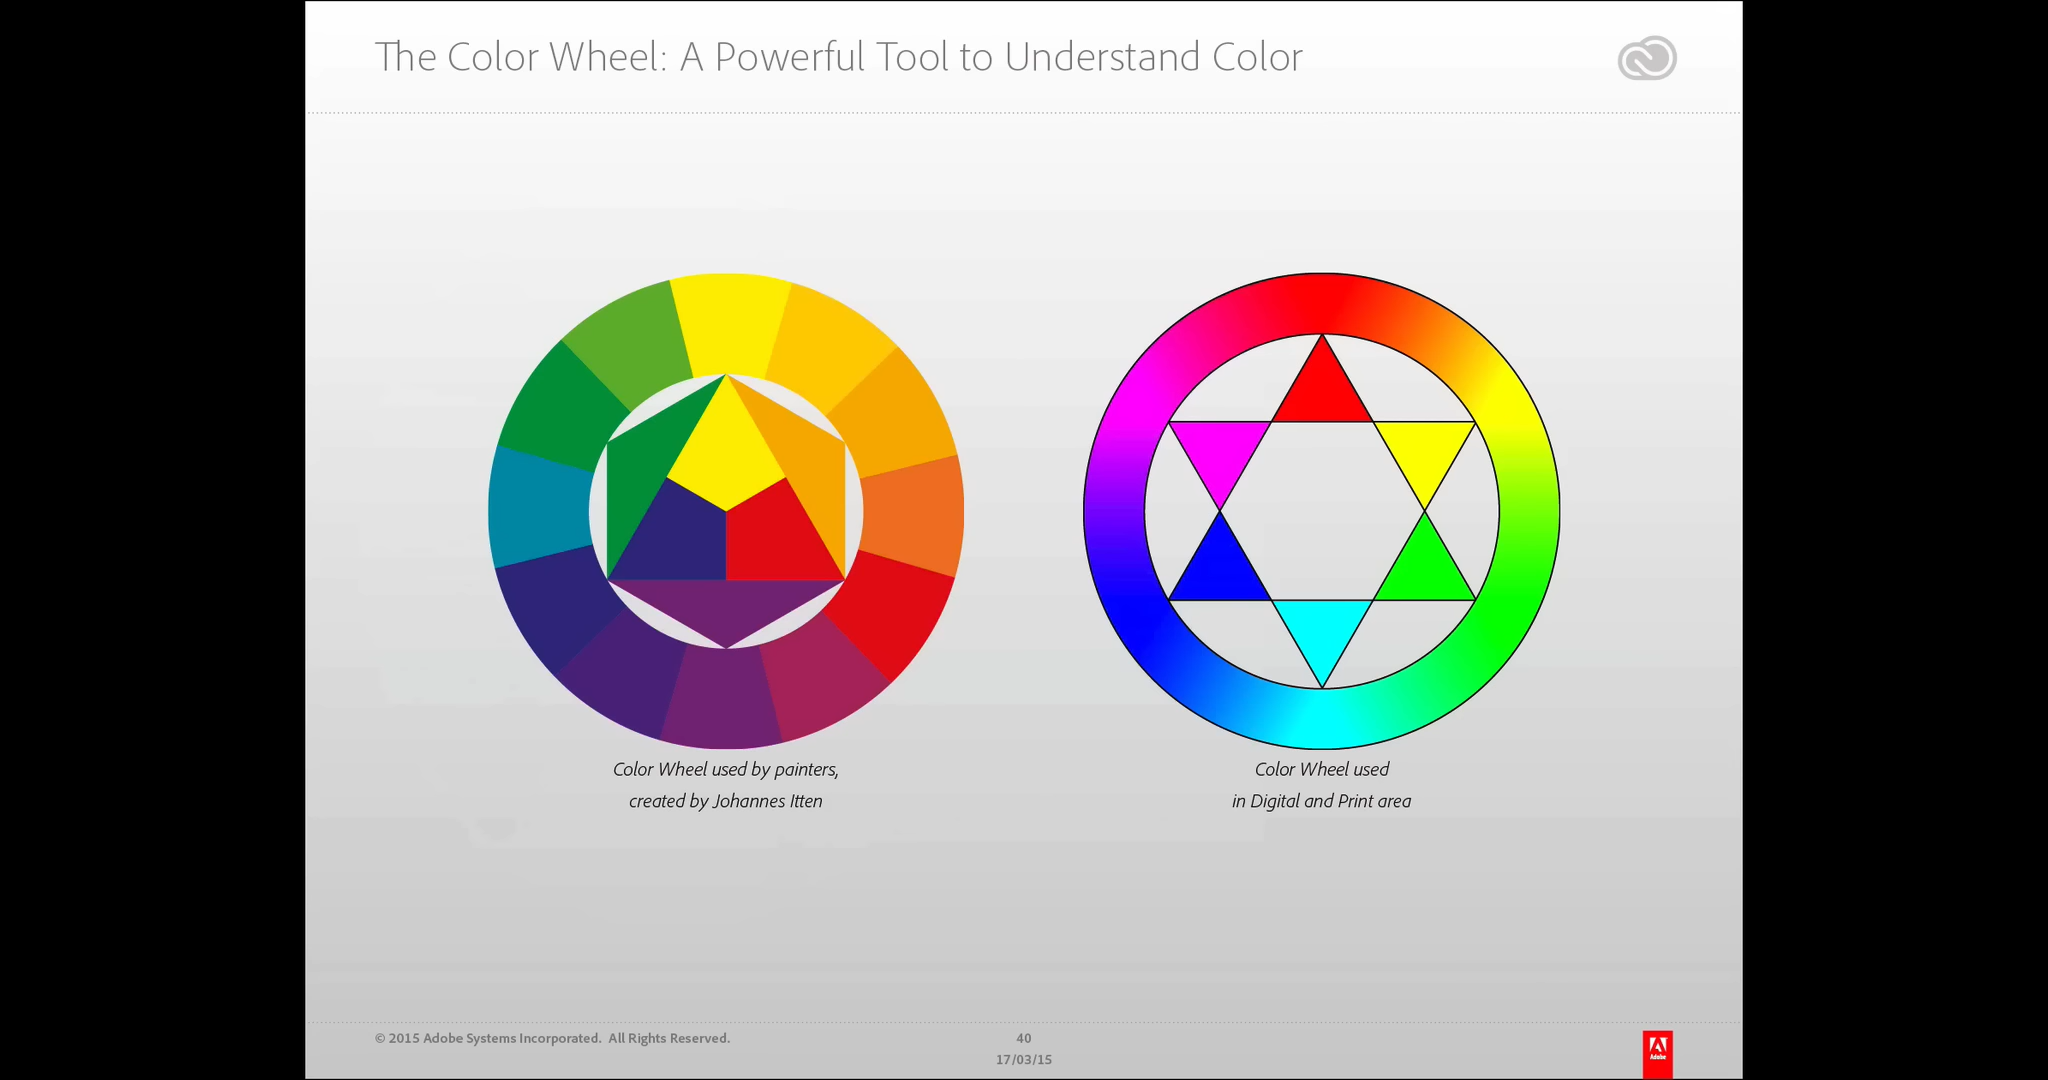 The Color Wheel: A Powerful Tool to Understand Color
Color Wheel used by painters,
created by Johannes Itten
Color Wheel used
in Digital and Print area
© 2015 Adobe Systems Incorporated. All Rights Reserved.
40
17/03/15
Adobe